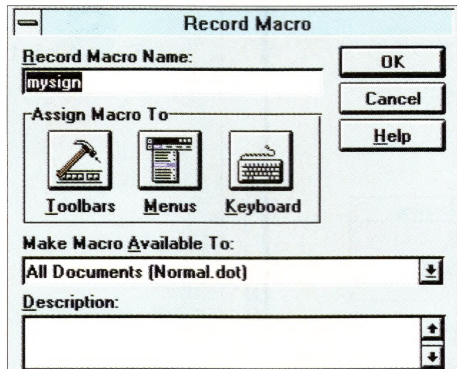 Record Macro
Record Macro Name:
mysign
OK
Cancel
Help
Assign Macro To
Toolbars Menus Keyboard
Make Macro Available To:
All Documents (Normal.dot)
Description: